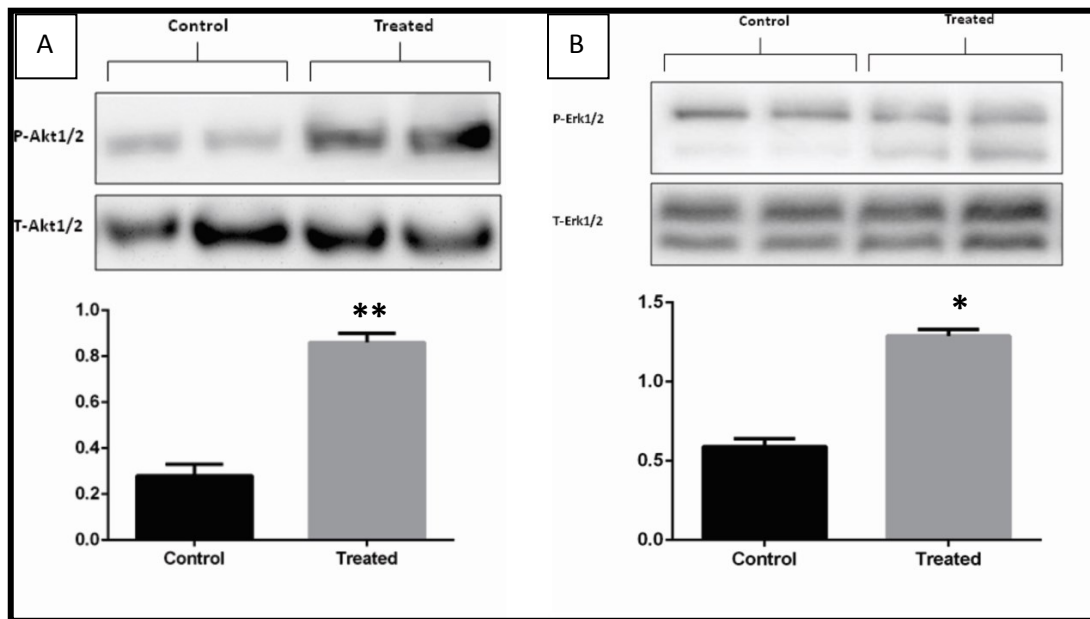 A
Control Treated
P-Akt1/2
T-Akt1/2
1.0
0.8
0.6
0.4
0.2
0.0
**
Control Treated
B
Control Treated
P-Erk1/2
T-Erk1/2
1.5
1.0
0.5
0.0
*
Control Treated